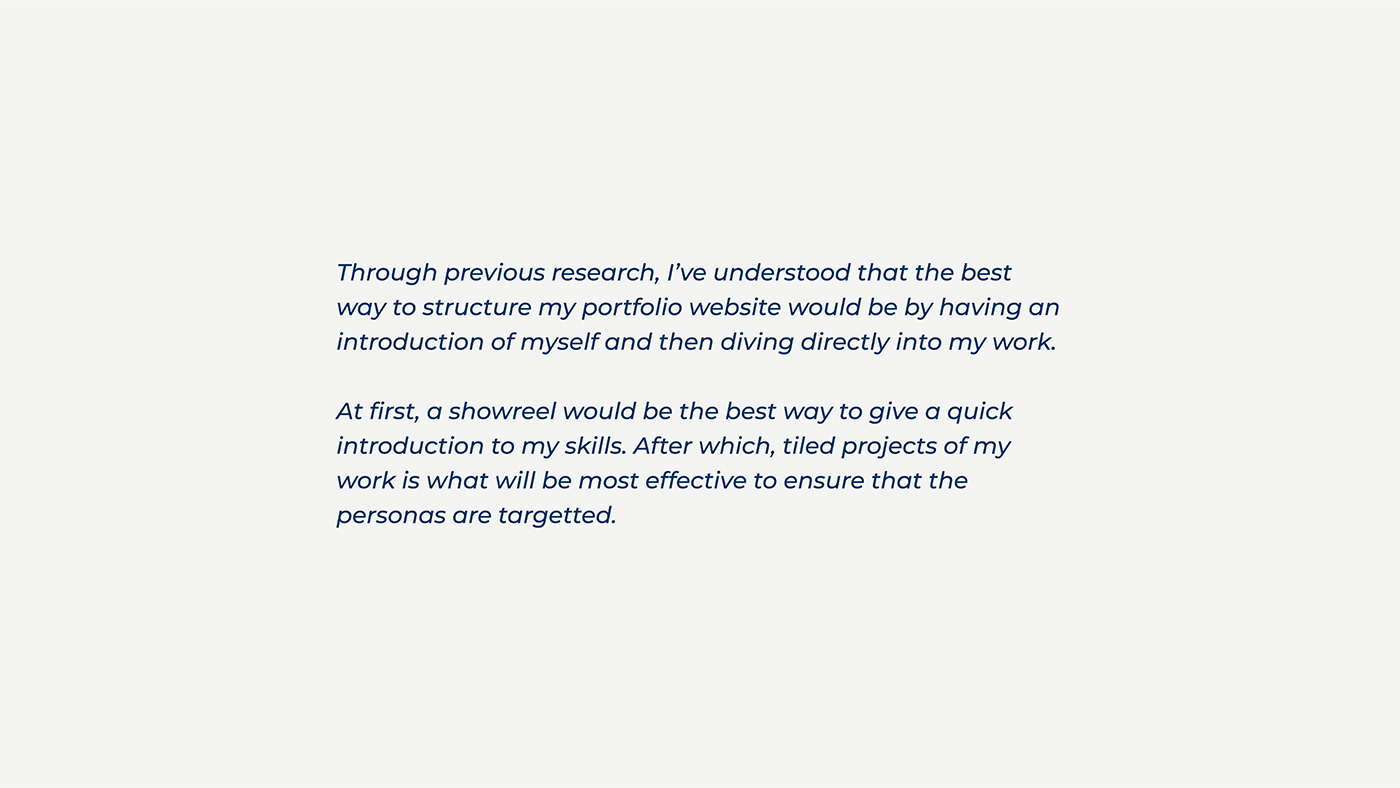 Through previous research, I’ve understood that the best
way to structure my portfolio website would be by having an
introduction of myself and then diving directly into my work.
At first, a showreel would be the best way to give a quick
introduction to my skills. After which, tiled projects of my
work is what will be most effective to ensure that the
personas are targetted.